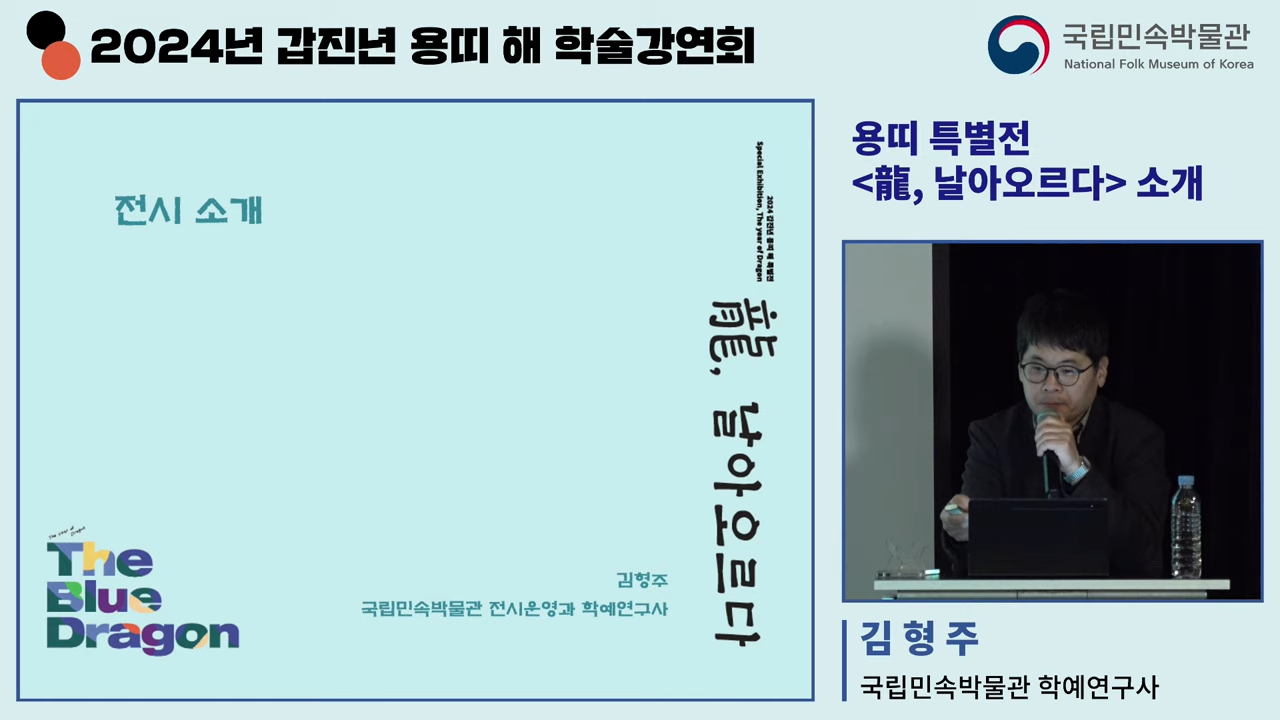 2024년 갑진년 용띠 해 학술강연회
국립민속박물관
National Folk Museum of Korea
전시 소개
Special Exhibition, The year of Dragon
2024 갑진년 용띠 해 특별전
龍, 날아오르다
The year of Dragon
The
Blue
Dragon
김형주
국립민속박물관 전시운영과 학예연구사
용띠 특별전
<龍, 날아오르다> 소개
김 형 주
국립민속박물관 학예연구사